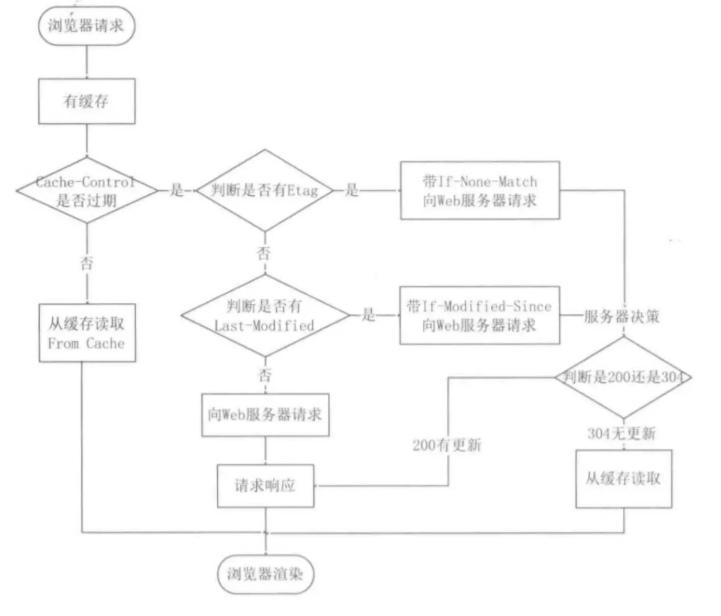 浏览器请求
有缓存
Cache-Control
是否过期
是
判断是否有Etag
是
带If-None-Match
向Web服务器请求
否
否
从缓存读取
From Cache
判断是否有
Last-Modified
是
带If-Modified-Since
向Web服务器请求
服务器决策
判断是200还是304
否
向Web服务器请求
200有更新
304无更新
请求响应
从缓存读取
浏览器渲染